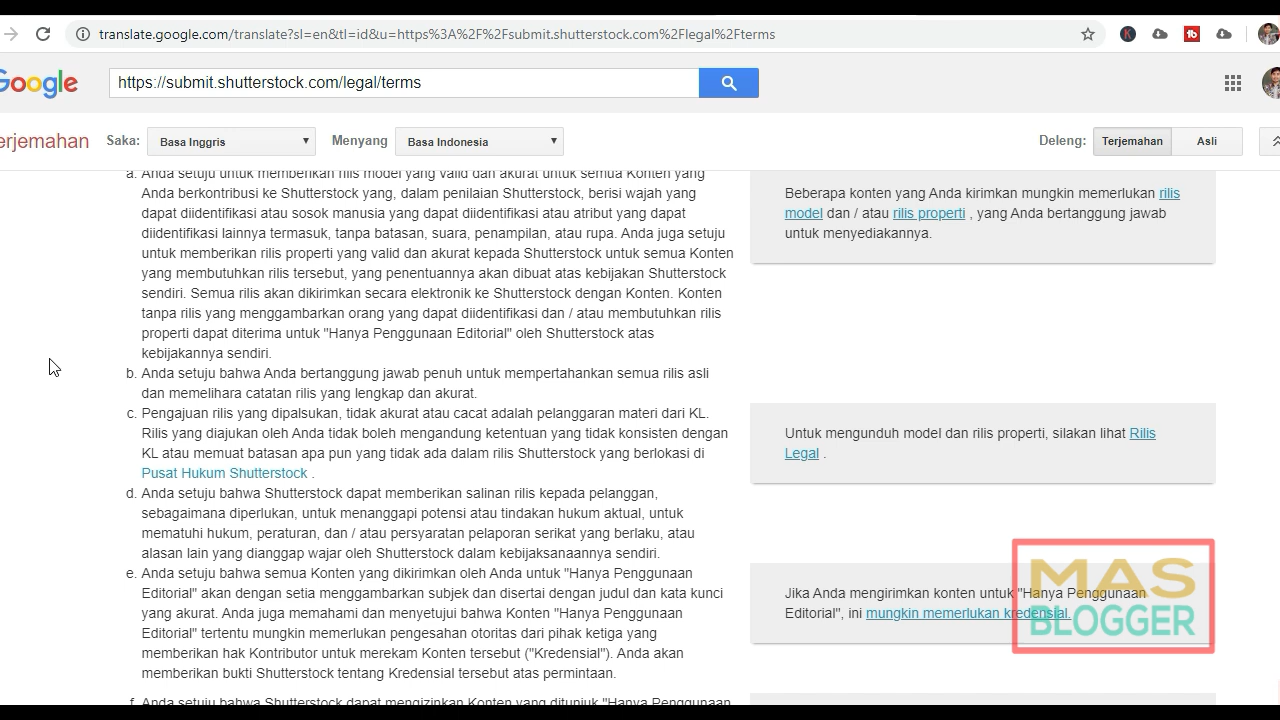 translate.google.com/translate?sl=en&tl=id&u=https%3A%2F%2Fsubmit.shutterstock.com%2Flegal%2Fterms
Google
https://submit.shutterstock.com/legal/terms
erjemahan Saka: Basa Inggris Menyang Basa Indonesia Deleng: Terjemahan Asli
a. Anda setuju untuk memberikan rilis model yang valid dan akurat untuk semua Konten yang
Anda berkontribusi ke Shutterstock yang, dalam penilaian Shutterstock, berisi wajah yang
dapat diidentifikasi atau sosok manusia yang dapat diidentifikasi atau atribut yang dapat
diidentifikasi lainnya termasuk, tanpa batasan, suara, penampilan, atau rupa. Anda juga setuju
untuk memberikan rilis properti yang valid dan akurat kepada Shutterstock untuk semua Konten
yang membutuhkan rilis tersebut, yang penentuannya akan dibuat atas kebijakan Shutterstock
sendiri. Semua rilis akan dikirimkan secara elektronik ke Shutterstock dengan Konten. Konten
tanpa rilis yang menggambarkan orang yang dapat diidentifikasi dan / atau membutuhkan rilis
properti dapat diterima untuk "Hanya Penggunaan Editorial" oleh Shutterstock atas
kebijakannya sendiri.
b. Anda setuju bahwa Anda bertanggung jawab penuh untuk mempertahankan semua rilis asli
dan memelihara catatan rilis yang lengkap dan akurat.
c. Pengajuan rilis yang dipalsukan, tidak akurat atau cacat adalah pelanggaran materi dari KL.
Rilis yang diajukan oleh Anda tidak boleh mengandung ketentuan yang tidak konsisten dengan
KL atau memuat batasan apa pun yang tidak ada dalam rilis Shutterstock yang berlokasi di
Pusat Hukum Shutterstock .
d. Anda setuju bahwa Shutterstock dapat memberikan salinan rilis kepada pelanggan,
sebagaimana diperlukan, untuk menanggapi potensi atau tindakan hukum aktual, untuk
mematuhi hukum, peraturan, dan / atau persyaratan pelaporan serikat yang berlaku, atau
alasan lain yang dianggap wajar oleh Shutterstock dalam kebijaksanaannya sendiri.
e. Anda setuju bahwa semua Konten yang dikirimkan oleh Anda untuk "Hanya Penggunaan
Editorial" akan dengan setia menggambarkan subjek dan disertai dengan judul dan kata kunci
yang akurat. Anda juga memahami dan menyetujui bahwa Konten "Hanya Penggunaan
Editorial" tertentu mungkin memerlukan pengesahan otoritas dari pihak ketiga yang
memberikan hak Kontributor untuk merekam Konten tersebut ("Kredensial"). Anda akan
memberikan bukti Shutterstock tentang Kredensial tersebut atas permintaan.
f. Anda setuju bahwa Shutterstock dapat mengizinkan Konten yang ditunjuk "Hanya Penggunaan
Beberapa konten yang Anda kirimkan mungkin memerlukan rilis
model dan / atau rilis properti , yang Anda bertanggung jawab
untuk menyediakannya.
Untuk mengunduh model dan rilis properti, silakan lihat Rilis
Legal .
Jika Anda mengirimkan konten untuk "Hanya Penggunaan
Editorial", ini mungkin memerlukan kredensial.
MAS
BLOGGER